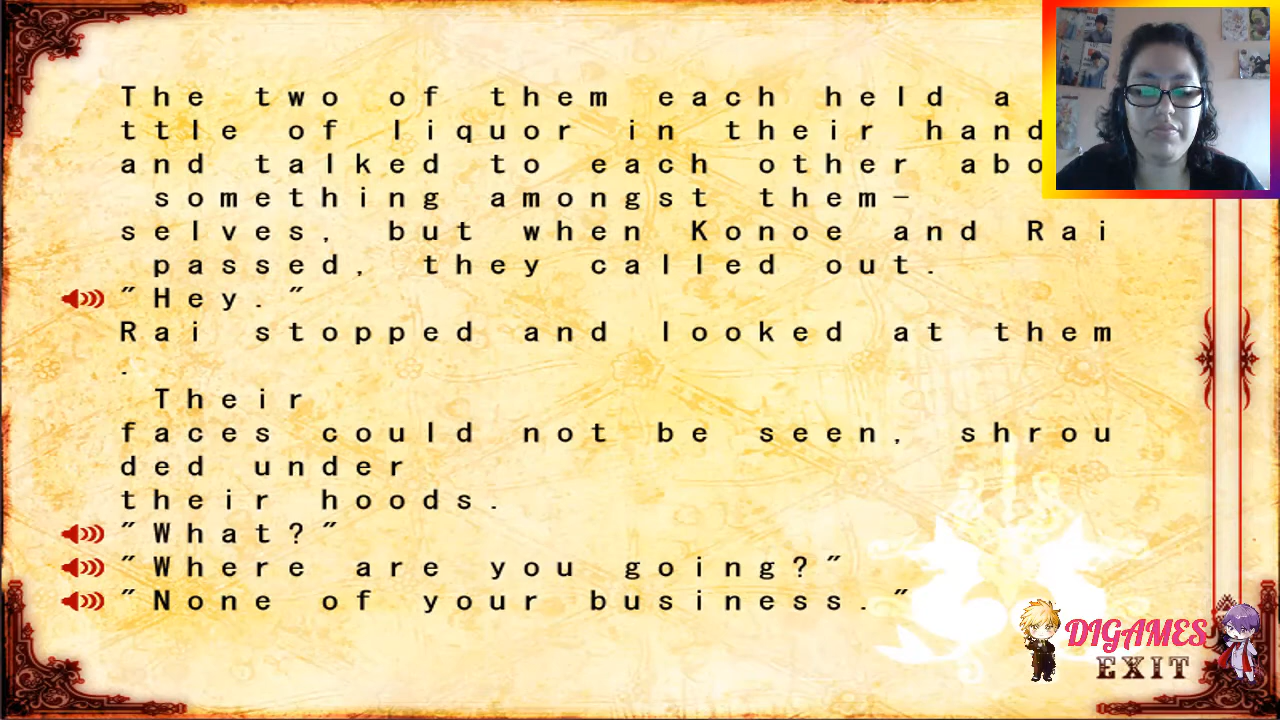 The two of them each held a
ttle of liquor in their hand
and talked to each other abo
something amongst them-
selves, but when Konoe and Rai
passed, they called out.
"Hey."
Rai stopped and looked at them
.
Their
faces could not be seen, shrou
ded under
their hoods.
"What?"
"Where are you going?"
"None of your business."
DIGAMES
EXIT